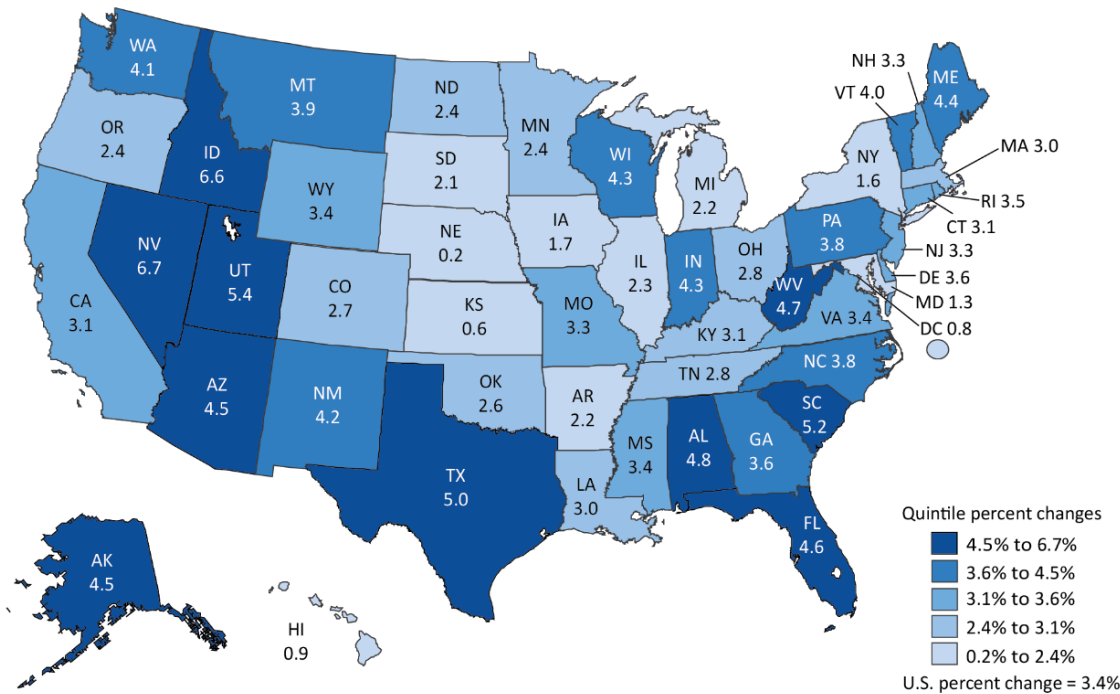 WA
4.1
MT
3.9
ND
2.4
MN
2.4
OR
2.4
ID
6.6
WY
3.4
SD
2.1
WI
4.3
MI
2.2
NY
1.6
VT 4.0
NH 3.3
ME
4.4
MA 3.0
RI 3.5
CT 3.1
NJ 3.3
DE 3.6
MD 1.3
DC 0.8
PA
3.8
NV
6.7
UT
5.4
CO
2.7
NE
0.2
IA
1.7
IL
2.3
IN
4.3
OH
2.8
WV
4.7
VA 3.4
CA
3.1
KS
0.6
MO
3.3
KY 3.1
NC 3.8
TN 2.8
AZ
4.5
NM
4.2
OK
2.6
AR
2.2
SC
5.2
MS
3.4
AL
4.8
GA
3.6
TX
5.0
LA
3.0
FL
4.6
AK
4.5
HI
0.9
Quintile percent changes
4.5% to 6.7%
3.6% to 4.5%
3.1% to 3.6%
2.4% to 3.1%
0.2% to 2.4%
U.S. percent change = 3.4%